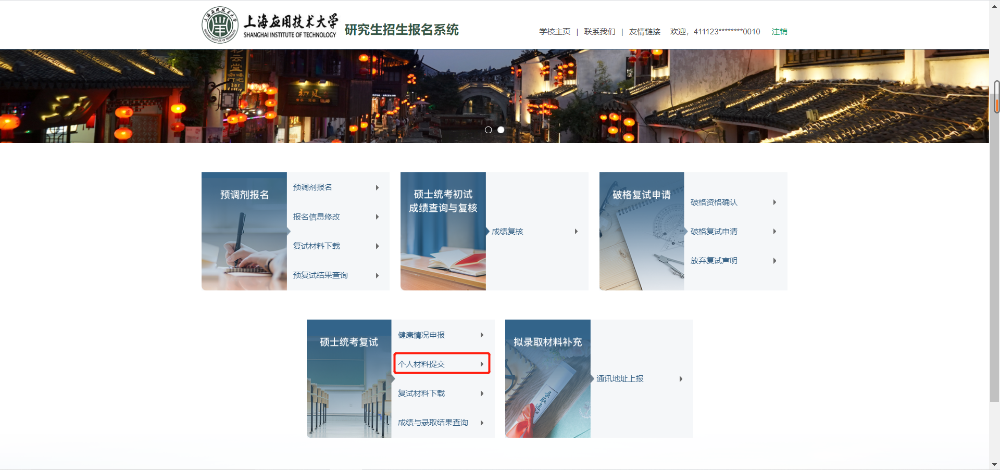 上海应用技术大学
SHANGHAI INSTITUTE OF TECHNOLOGY
研究生招生报名系统
学校主页 | 联系我们 | 友情链接 欢迎，411123********0010 注销
预调剂报名
预调剂报名
报名信息修改
复试材料下载
预复试结果查询
硕士统考初试
成绩查询与复核
成绩复核
破格复试申请
破格资格确认
破格复试申请
放弃复试声明
硕士统考复试
健康情况申报
个人材料提交
复试材料下载
成绩与录取结果查询
拟录取材料补充
通讯地址上报